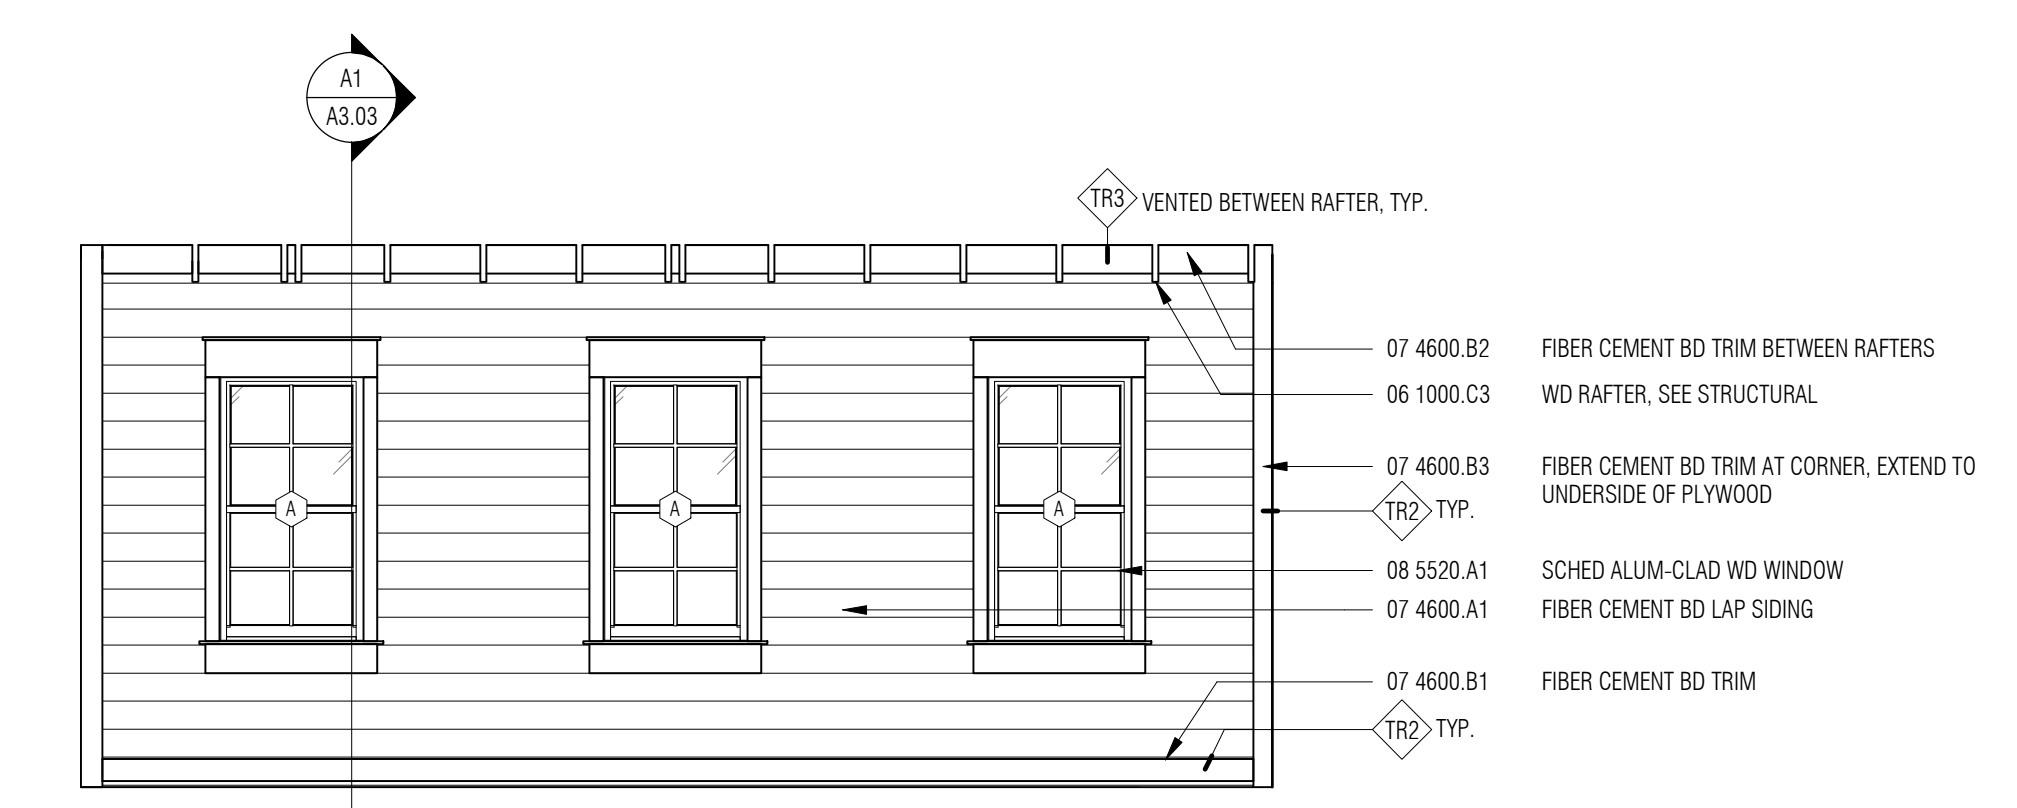 A1
A3.03
TR3 VENTED BETWEEN RAFTER, TYP.
07 4600.B2 FIBER CEMENT BD TRIM BETWEEN RAFTERS
06 1000.C3 WD RAFTER, SEE STRUCTURAL
07 4600.B3 FIBER CEMENT BD TRIM AT CORNER, EXTEND TO
UNDERSIDE OF PLYWOOD
A A A TR2 TYP.
08 5520.A1 SCHED ALUM-CLAD WD WINDOW
07 4600.A1 FIBER CEMENT BD LAP SIDING
07 4600.B1 FIBER CEMENT BD TRIM
TR2 TYP.